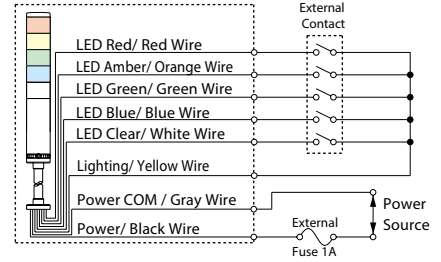 External
Contact
LED Red/ Red Wire
LED Amber/ Orange Wire
LED Green/ Green Wire
LED Blue/ Blue Wire
LED Clear/ White Wire
Lighting/ Yellow Wire
Power COM / Gray Wire
Power/ Black Wire
External
Fuse 1A
Power
Source